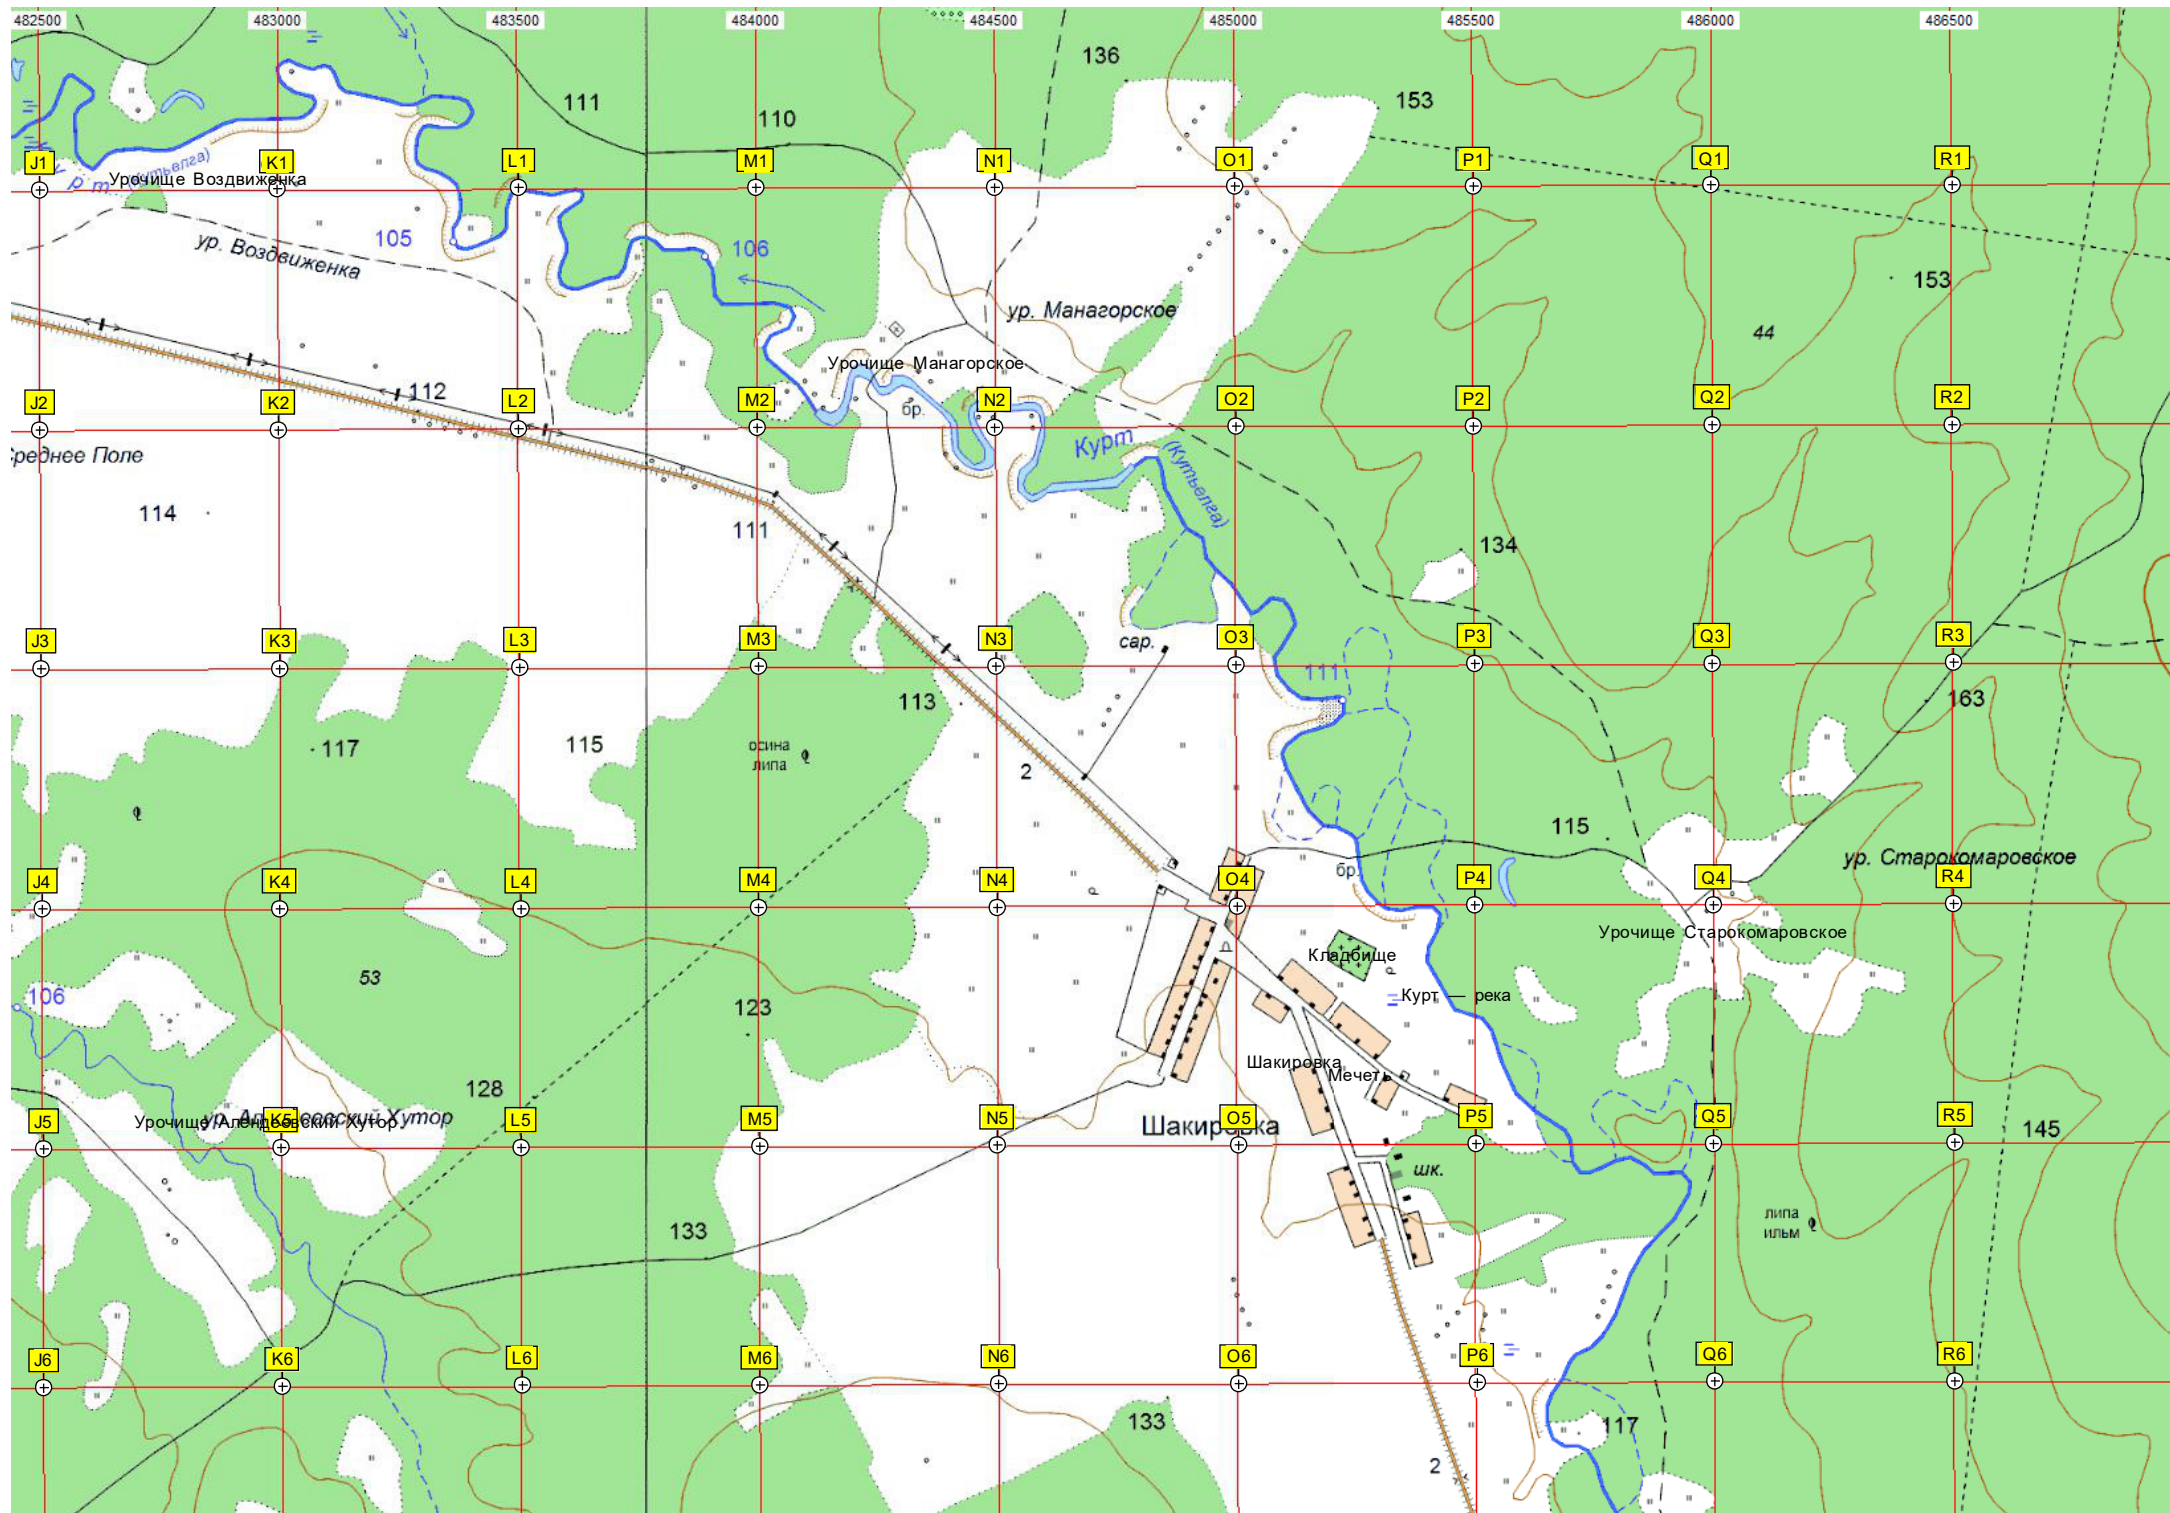 482500 483000 483500 484000 484500 485000 485500 486000 486500
136
111
153
110
J1 K1 L1 M1 N1 O1 P1 Q1 R1
(Кутьелга)
Урочище Воздвиженка
105
ур. Воздвиженка
106
153
ур. Манагорское
44
Урочище Манагорское
112
J2 K2 L2 M2 N2 O2 P2 Q2 R2
бр.
Курт
(Кутьелга)
114
111
134
J3 K3 L3 M3 N3 O3 P3 Q3 R3
сар.
111
113
163
117
115
осина
липа
2
115
ур. Старокомаровское
бр.
J4 K4 L4 M4 N4 O4 P4 Q4 R4
Урочище Старокомаровское
Кладбище
53
106
Курт — река
123
Шакировка
Мечеть
128
J5 K5 L5 M5 N5 O5 P5 Q5 R5
Шакировка
145
шк.
липа
ильм
133
J6 K6 L6 M6 N6 O6 P6 Q6 R6
133
117
2